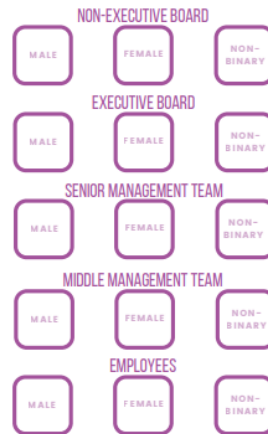 NON-EXECUTIVE BOARD
MALE FEMALE NON-
BINARY
EXECUTIVE BOARD
MALE FEMALE NON-
BINARY
SENIOR MANAGEMENT TEAM
MALE FEMALE NON-
BINARY
MIDDLE MANAGEMENT TEAM
MALE FEMALE NON-
BINARY
EMPLOYEES
MALE FEMALE NON-
BINARY